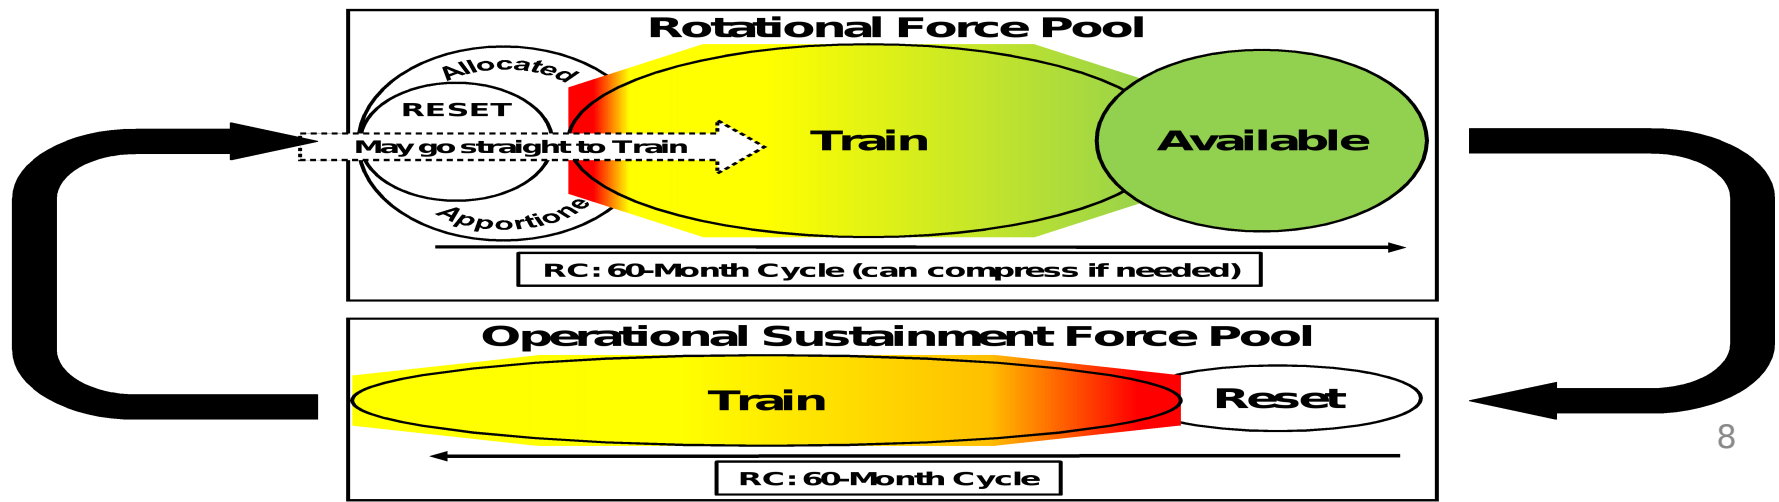 Rotational Force Pool
Allocated
RESET
May go straight to Train
Train
Available
Apportione
RC: 60-Month Cycle (can compress if needed)
Operational Sustainment Force Pool
Train
Reset
8
RC: 60-Month Cycle